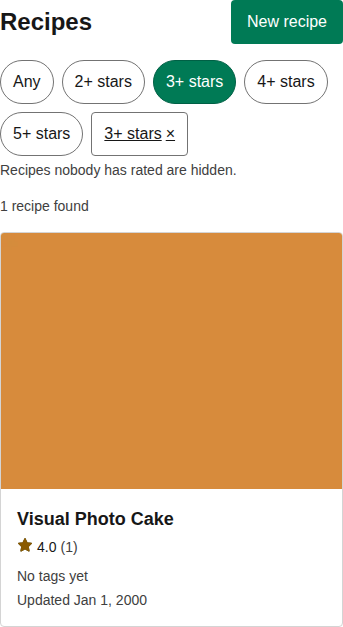 Recipes
New recipe
Any
2+ stars
3+ stars
4+ stars
5+ stars
3+ stars ×
Recipes nobody has rated are hidden.
1 recipe found
Visual Photo Cake
4.0 (1)
No tags yet
Updated Jan 1, 2000